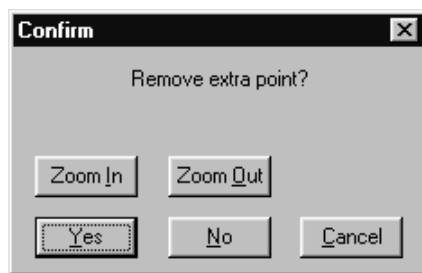 Confirm
Remove extra point?
Zoom In
Zoom Out
Yes
No
Cancel